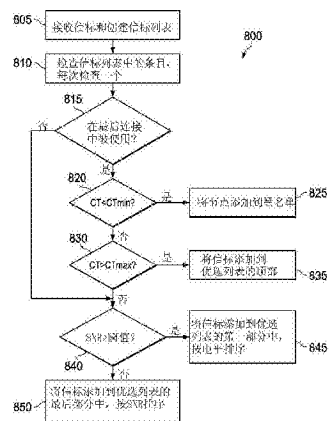 800
805
接收信标和创建信标列表
810
检查信标列表中的条目，
每次检查一个
815
否
在最后连接
中被使用?
是
820
CT<CTmin?
是
825
将节点添加到黑名单
否
830
CT>CTmax?
是
将信标添加到
优选列表的顶部
835
否
SNR>阈值?
840
是
将信标添加到优选
列表的第一部分中，
按电平排序
845
否
850
将信标添加到优选列表的
最后部分中，按SNR排序